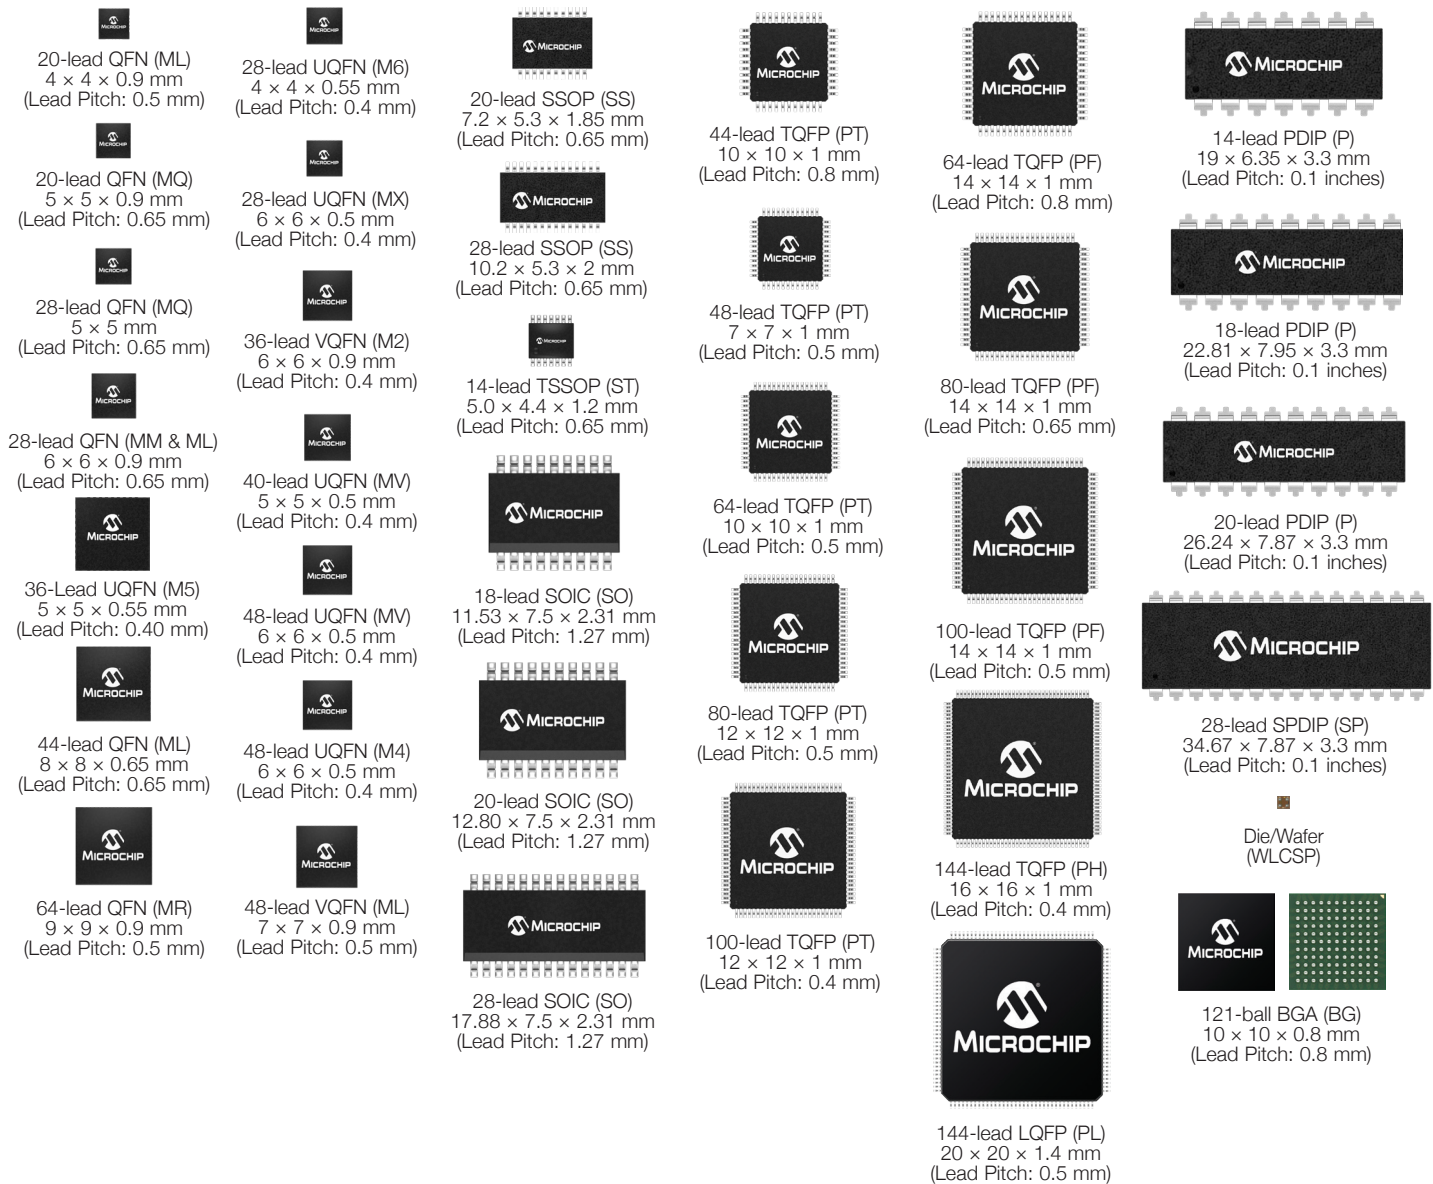 MICROCHIP
20-lead QFN (ML)
4 × 4 × 0.9 mm
(Lead Pitch: 0.5 mm)
MICROCHIP
20-lead QFN (MQ)
5 × 5 × 0.9 mm
(Lead Pitch: 0.65 mm)
MICROCHIP
28-lead QFN (MQ)
5 × 5 mm
(Lead Pitch: 0.65 mm)
MICROCHIP
28-lead QFN (MM & ML)
6 × 6 × 0.9 mm
(Lead Pitch: 0.65 mm)
MICROCHIP
36-Lead UQFN (M5)
5 × 5 × 0.55 mm
(Lead Pitch: 0.40 mm)
MICROCHIP
44-lead QFN (ML)
8 × 8 × 0.65 mm
(Lead Pitch: 0.65 mm)
MICROCHIP
64-lead QFN (MR)
9 × 9 × 0.9 mm
(Lead Pitch: 0.5 mm)
MICROCHIP
28-lead UQFN (M6)
4 × 4 × 0.55 mm
(Lead Pitch: 0.4 mm)
MICROCHIP
28-lead UQFN (MX)
6 × 6 × 0.5 mm
(Lead Pitch: 0.4 mm)
MICROCHIP
36-lead VQFN (M2)
6 × 6 × 0.9 mm
(Lead Pitch: 0.4 mm)
MICROCHIP
40-lead UQFN (MV)
5 × 5 × 0.5 mm
(Lead Pitch: 0.4 mm)
MICROCHIP
48-lead UQFN (MV)
6 × 6 × 0.5 mm
(Lead Pitch: 0.4 mm)
MICROCHIP
48-lead UQFN (M4)
6 × 6 × 0.5 mm
(Lead Pitch: 0.4 mm)
MICROCHIP
48-lead VQFN (ML)
7 × 7 × 0.9 mm
(Lead Pitch: 0.5 mm)
MICROCHIP
20-lead SSOP (SS)
7.2 × 5.3 × 1.85 mm
(Lead Pitch: 0.65 mm)
MICROCHIP
28-lead SSOP (SS)
10.2 × 5.3 × 2 mm
(Lead Pitch: 0.65 mm)
MICROCHIP
14-lead TSSOP (ST)
5.0 × 4.4 × 1.2 mm
(Lead Pitch: 0.65 mm)
MICROCHIP
18-lead SOIC (SO)
11.53 × 7.5 × 2.31 mm
(Lead Pitch: 1.27 mm)
MICROCHIP
20-lead SOIC (SO)
12.80 × 7.5 × 2.31 mm
(Lead Pitch: 1.27 mm)
MICROCHIP
28-lead SOIC (SO)
17.88 × 7.5 × 2.31 mm
(Lead Pitch: 1.27 mm)
MICROCHIP
44-lead TQFP (PT)
10 × 10 × 1 mm
(Lead Pitch: 0.8 mm)
MICROCHIP
48-lead TQFP (PT)
7 × 7 × 1 mm
(Lead Pitch: 0.5 mm)
MICROCHIP
64-lead TQFP (PT)
10 × 10 × 1 mm
(Lead Pitch: 0.5 mm)
MICROCHIP
80-lead TQFP (PT)
12 × 12 × 1 mm
(Lead Pitch: 0.5 mm)
MICROCHIP
100-lead TQFP (PT)
12 × 12 × 1 mm
(Lead Pitch: 0.4 mm)
MICROCHIP
64-lead TQFP (PF)
14 × 14 × 1 mm
(Lead Pitch: 0.8 mm)
MICROCHIP
80-lead TQFP (PF)
14 × 14 × 1 mm
(Lead Pitch: 0.65 mm)
MICROCHIP
100-lead TQFP (PF)
14 × 14 × 1 mm
(Lead Pitch: 0.5 mm)
MICROCHIP
144-lead TQFP (PH)
16 × 16 × 1 mm
(Lead Pitch: 0.4 mm)
MICROCHIP
144-lead LQFP (PL)
20 × 20 × 1.4 mm
(Lead Pitch: 0.5 mm)
MICROCHIP
14-lead PDIP (P)
19 × 6.35 × 3.3 mm
(Lead Pitch: 0.1 inches)
MICROCHIP
18-lead PDIP (P)
22.81 × 7.95 × 3.3 mm
(Lead Pitch: 0.1 inches)
MICROCHIP
20-lead PDIP (P)
26.24 × 7.87 × 3.3 mm
(Lead Pitch: 0.1 inches)
MICROCHIP
28-lead SPDIP (SP)
34.67 × 7.87 × 3.3 mm
(Lead Pitch: 0.1 inches)
Die/Wafer
(WLCSP)
MICROCHIP
121-ball BGA (BG)
10 × 10 × 0.8 mm
(Lead Pitch: 0.8 mm)